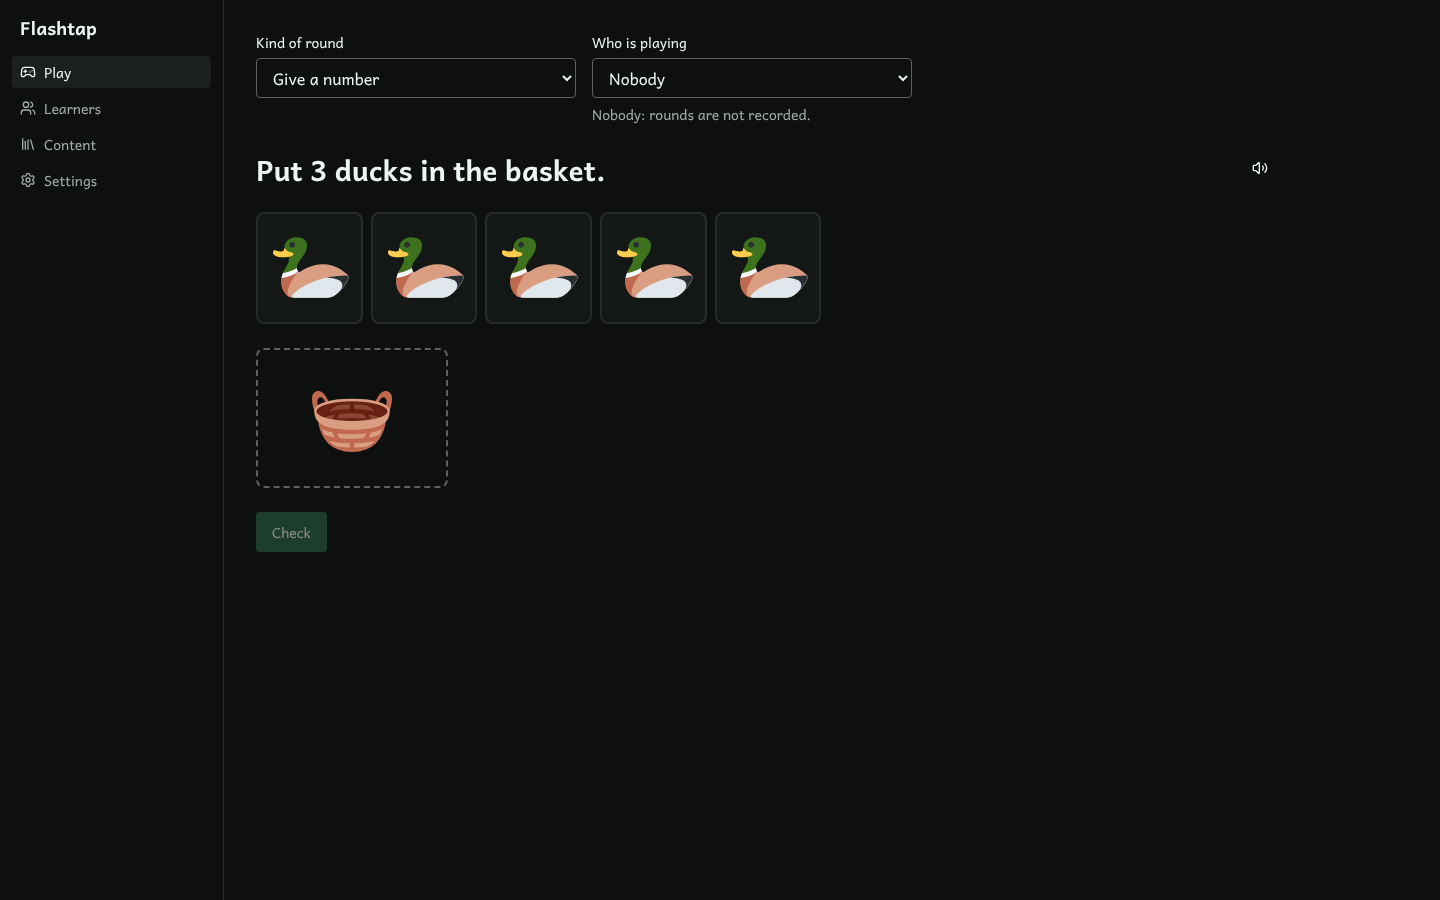 Flashtap
Play
Learners
Content
Settings
Kind of round
Give a number
Who is playing
Nobody
Nobody: rounds are not recorded.
Put 3 ducks in the basket.
Check